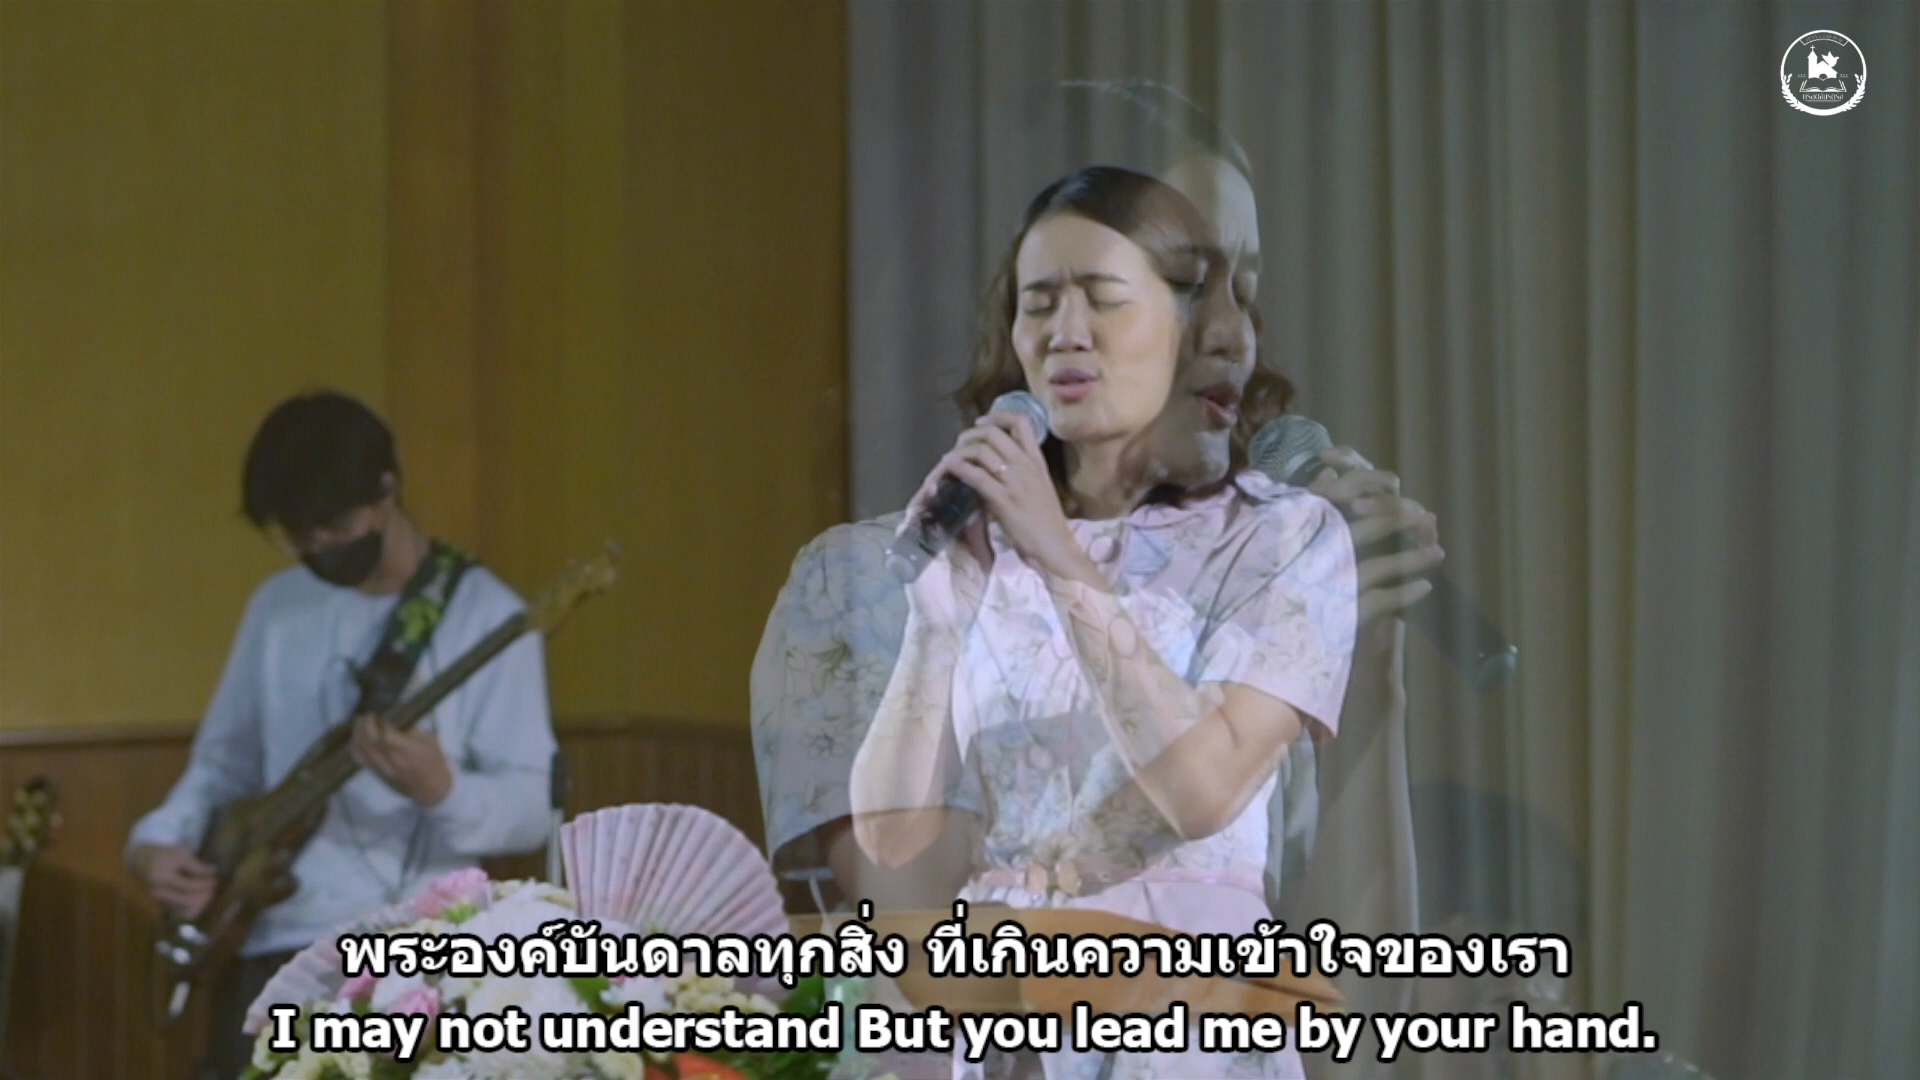 พระองค์บันดาลทุกสิ่ง ที่เกินความเข้าใจของเรา
I may not understand But you lead me by your hand.